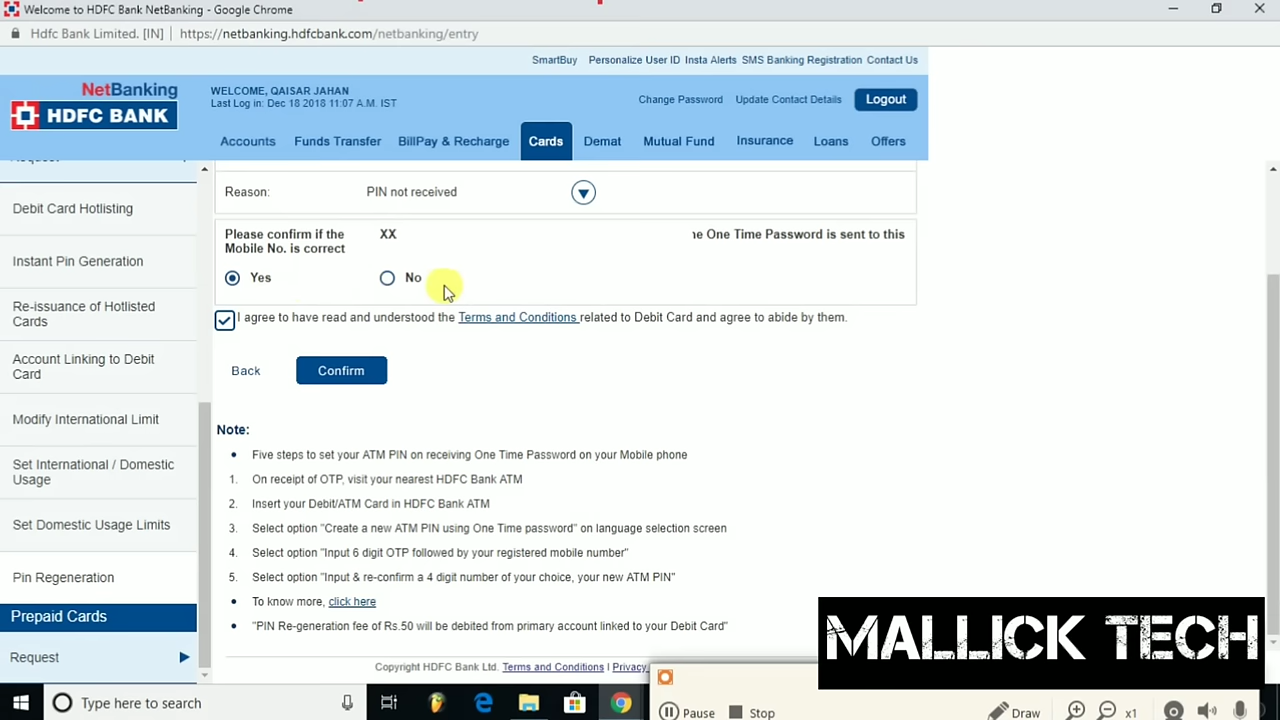 Welcome to HDFC Bank NetBanking - Google Chrome
Hdfc Bank Limited. [IN] | https://netbanking.hdfcbank.com/netbanking/entry
SmartBuy Personalize User ID Insta Alerts SMS Banking Registration Contact Us
NetBanking
HDFC BANK
WELCOME, QAISAR JAHAN
Last Log in: Dec 18 2018 11:07 A.M. IST
Change Password Update Contact Details Logout
Accounts Funds Transfer BillPay & Recharge Cards Demat Mutual Fund Insurance Loans Offers
Debit Card Hotlisting
Instant Pin Generation
Re-issuance of Hotlisted
Cards
Account Linking to Debit
Card
Modify International Limit
Set International / Domestic
Usage
Set Domestic Usage Limits
Pin Regeneration
Prepaid Cards
Request
Reason: PIN not received
Please confirm if the XX One Time Password is sent to this
Mobile No. is correct
Yes No
I agree to have read and understood the Terms and Conditions related to Debit Card and agree to abide by them.
Back Confirm
Note:
• Five steps to set your ATM PIN on receiving One Time Password on your Mobile phone
1. On receipt of OTP, visit your nearest HDFC Bank ATM
2. Insert your Debit/ATM Card in HDFC Bank ATM
3. Select option "Create a new ATM PIN using One Time password" on language selection screen
4. Select option "Input 6 digit OTP followed by your registered mobile number"
5. Select option "Input & re-confirm a 4 digit number of your choice, your new ATM PIN"
• To know more, click here
• "PIN Re-generation fee of Rs.50 will be debited from primary account linked to your Debit Card"
Copyright HDFC Bank Ltd. Terms and Conditions | Privacy
MALLICK TECH
Type here to search
Pause Stop Draw x1